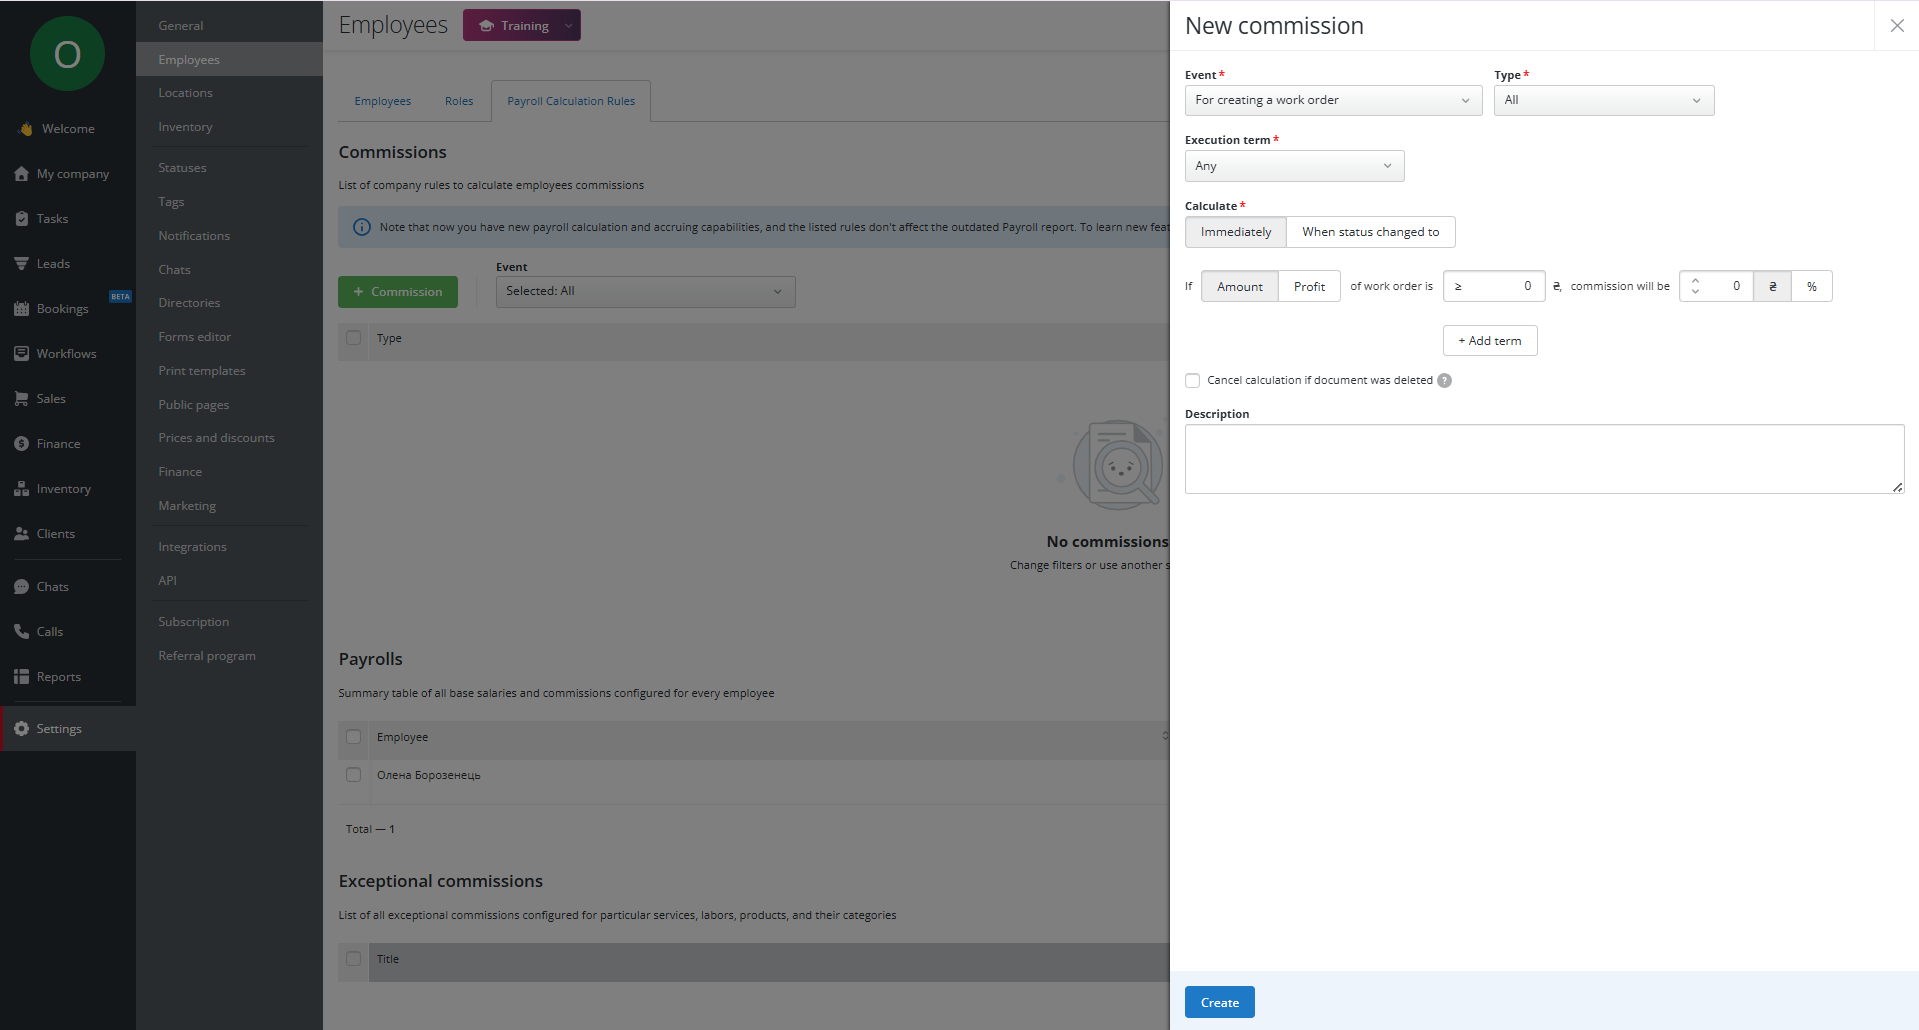 O
Welcome
My company
Tasks
Leads
Bookings
BETA
Workflows
Sales
Finance
Inventory
Clients
Chats
Calls
Reports
Settings
General
Employees
Locations
Inventory
Statuses
Tags
Notifications
Chats
Directories
Forms editor
Print templates
Public pages
Prices and discounts
Finance
Marketing
Integrations
API
Subscription
Referral program
Employees
Training
Employees Roles Payroll Calculation Rules
Commissions
List of company rules to calculate employees commissions
Note that now you have new payroll calculation and accruing capabilities, and the listed rules don't affect the outdated Payroll report. To learn new feat
+ Commission
Event
Selected: All
Type
No commissions
Change filters or use another s
Payrolls
Summary table of all base salaries and commissions configured for every employee
Employee
Олена Борозенець
Total — 1
Exceptional commissions
List of all exceptional commissions configured for particular services, labors, products, and their categories
Title
New commission
Event * Type *
For creating a work order All
Execution term *
Any
Calculate *
Immediately When status changed to
If Amount Profit of work order is ≥ 0 ₴, commission will be 0 ₴ %
+ Add term
Cancel calculation if document was deleted ?
Description
Create